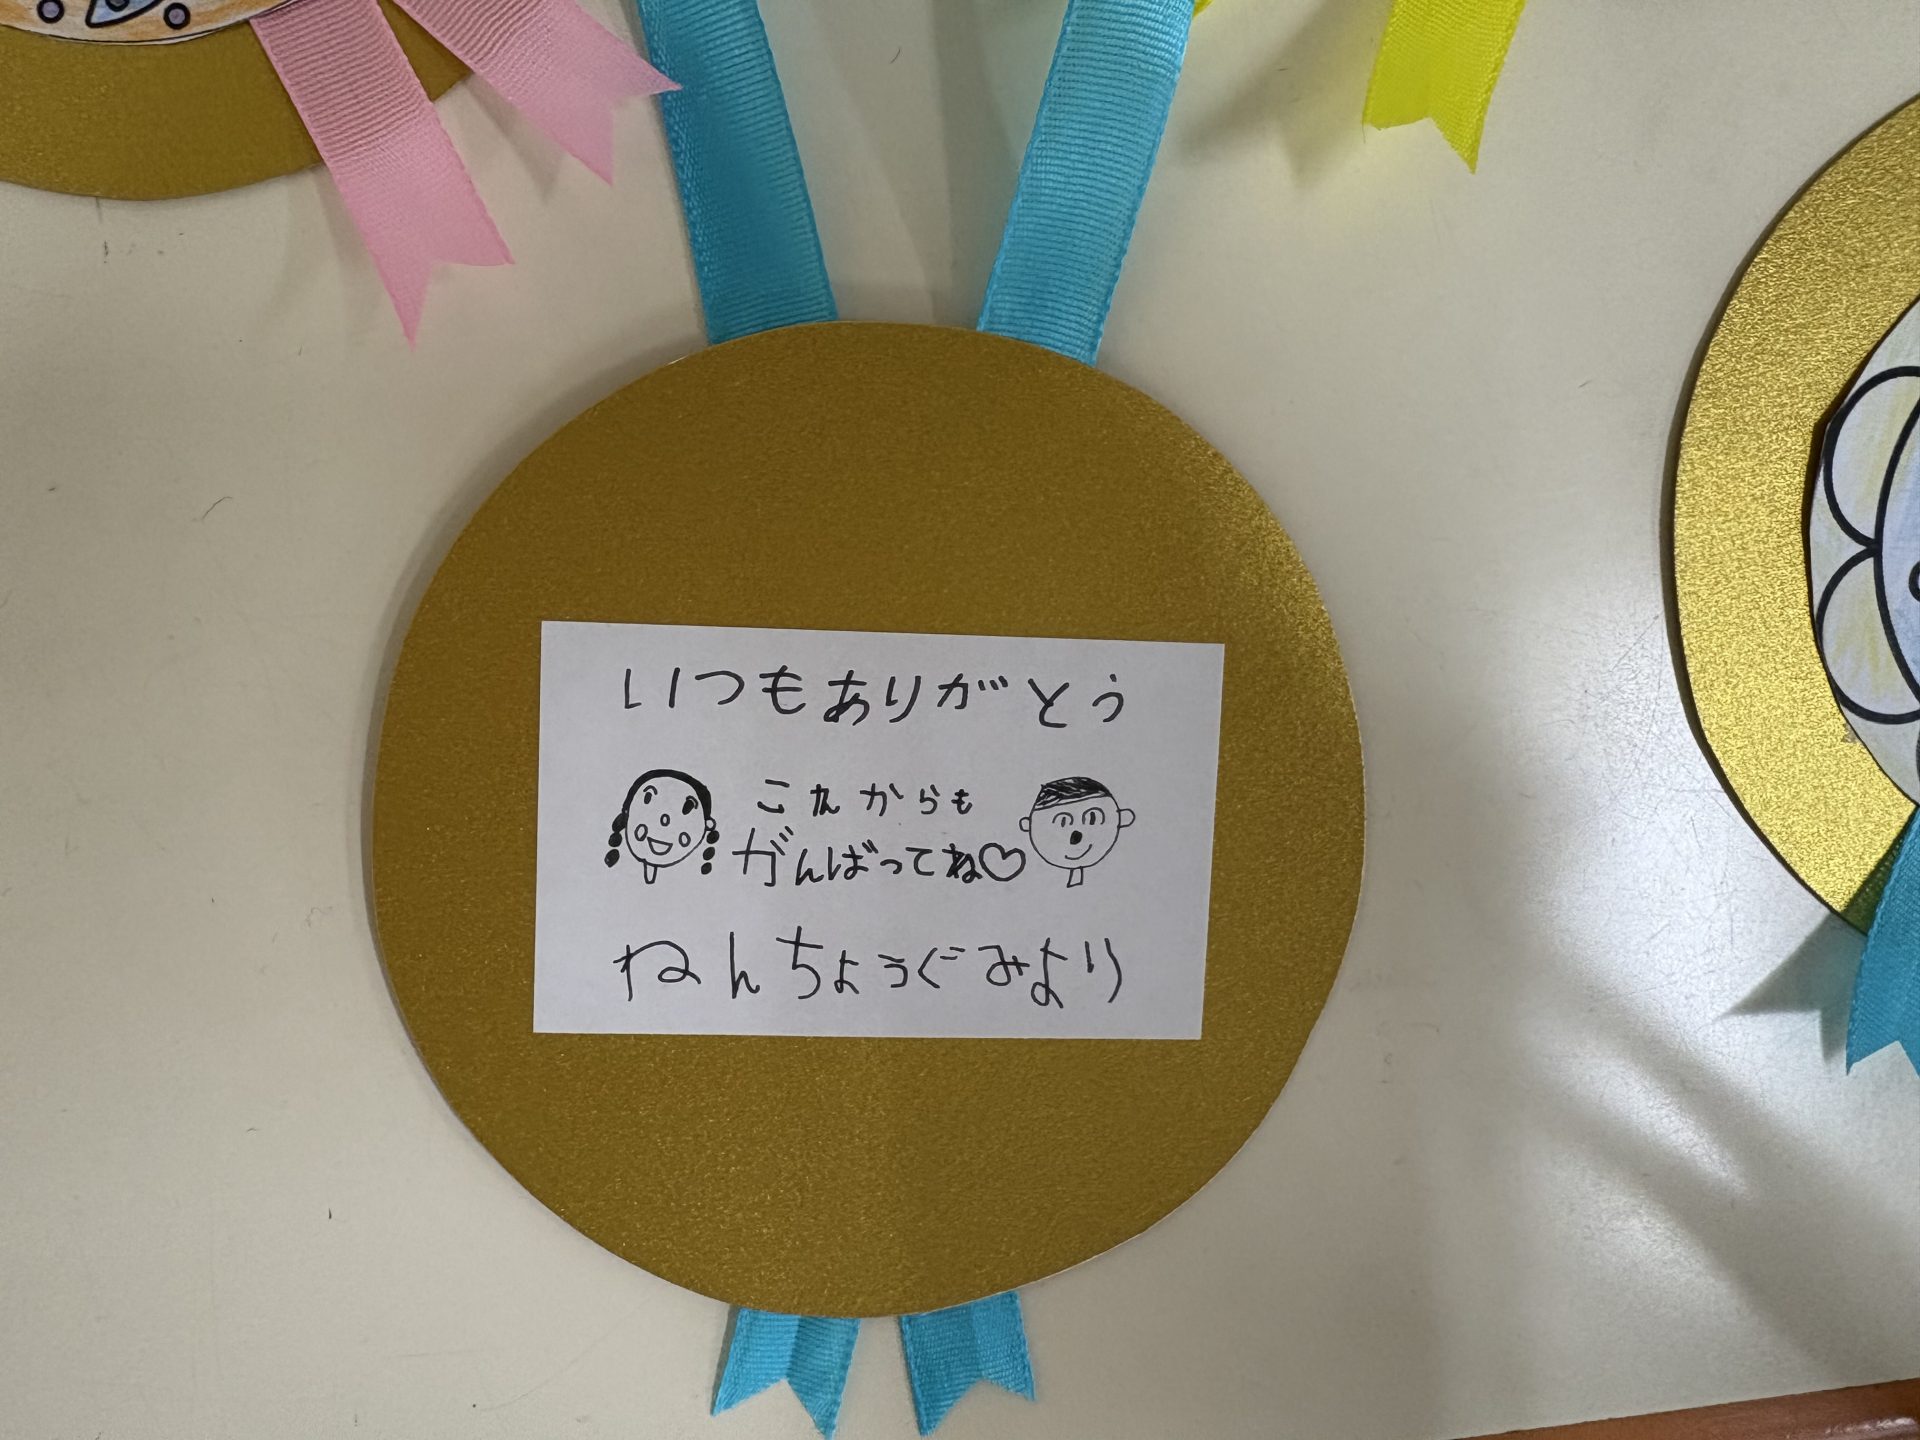 いつもありがとう
これからも
がんばってね♡
ねんちょうぐみより